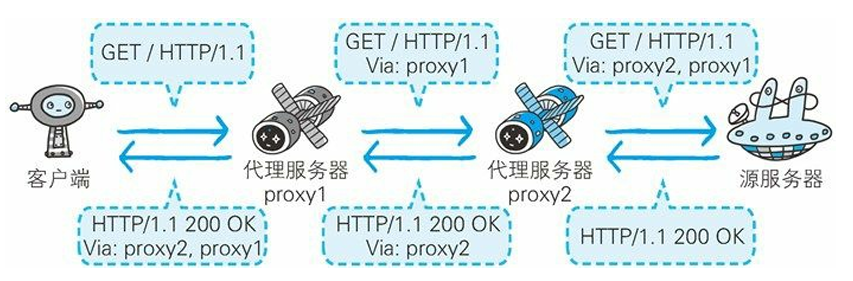 GET / HTTP/1.1
GET / HTTP/1.1
Via: proxy1
GET / HTTP/1.1
Via: proxy2, proxy1
客户端
代理服务器
proxy1
代理服务器
proxy2
源服务器
HTTP/1.1 200 OK
Via: proxy2, proxy1
HTTP/1.1 200 OK
Via: proxy2
HTTP/1.1 200 OK